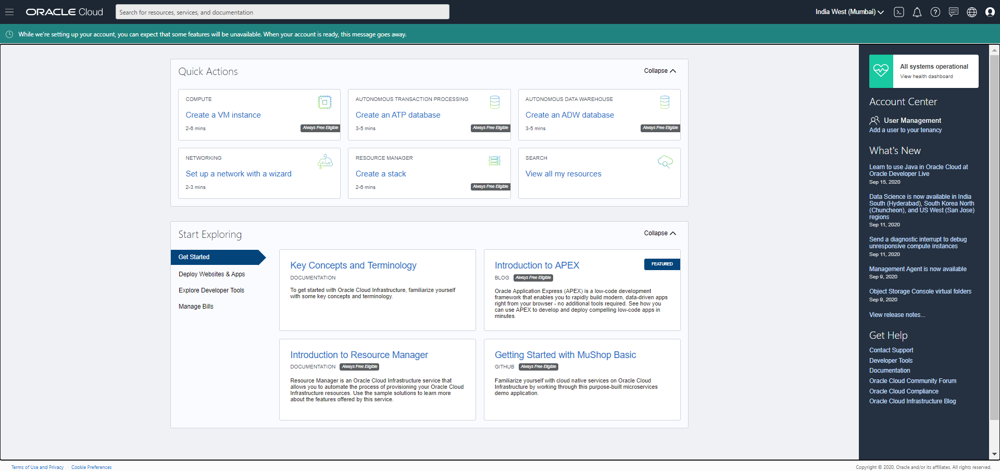 ORACLE Cloud
Search for resources, services, and documentation
India West (Mumbai)
While we're setting up your account, you can expect that some features will be unavailable. When your account is ready, this message goes away.
Quick Actions
Collapse
COMPUTE
Create a VM instance
2-6 mins
Always Free Eligible
AUTONOMOUS TRANSACTION PROCESSING
Create an ATP database
3-5 mins
Always Free Eligible
AUTONOMOUS DATA WAREHOUSE
Create an ADW database
3-5 mins
Always Free Eligible
NETWORKING
Set up a network with a wizard
2-3 mins
RESOURCE MANAGER
Create a stack
2-6 mins
Always Free Eligible
SEARCH
View all my resources
Start Exploring
Collapse
Get Started
Deploy Websites & Apps
Explore Developer Tools
Manage Bills
Key Concepts and Terminology
DOCUMENTATION
To get started with Oracle Cloud Infrastructure, familiarize yourself
with some key concepts and terminology.
Introduction to APEX
FEATURED
BLOG Always Free Eligible
Oracle Application Express (APEX) is a low-code development
framework that enables you to rapidly build modern, data-driven apps
right from your browser - no additional tools required. See how you
can use APEX to develop and deploy compelling low-code apps in
minutes.
Introduction to Resource Manager
DOCUMENTATION Always Free Eligible
Resource Manager is an Oracle Cloud Infrastructure service that
allows you to automate the process of provisioning your Oracle Cloud
Infrastructure resources. Use the sample solutions to learn more
about the features offered by this service.
Getting Started with MuShop Basic
GITHUB Always Free Eligible
Familiarize yourself with cloud native services on Oracle Cloud
Infrastructure by working through this purpose-built microservices
demo application.
All systems operational
View health dashboard
Account Center
User Management
Add a user to your tenancy
What's New
Learn to use Java in Oracle Cloud at
Oracle Developer Live
Sep 15, 2020
Data Science is now available in India
South (Hyderabad), South Korea North
(Chuncheon), and US West (San Jose)
regions
Sep 11, 2020
Send a diagnostic interrupt to debug
unresponsive compute instances
Sep 11, 2020
Management Agent is now available
Sep 9, 2020
Object Storage Console virtual folders
Sep 9, 2020
View release notes...
Get Help
Contact Support
Developer Tools
Documentation
Oracle Cloud Community Forum
Oracle Cloud Compliance
Oracle Cloud Infrastructure Blog
Terms of Use and Privacy
Cookie Preferences
Copyright © 2020, Oracle and/or its affiliates. All rights reserved.